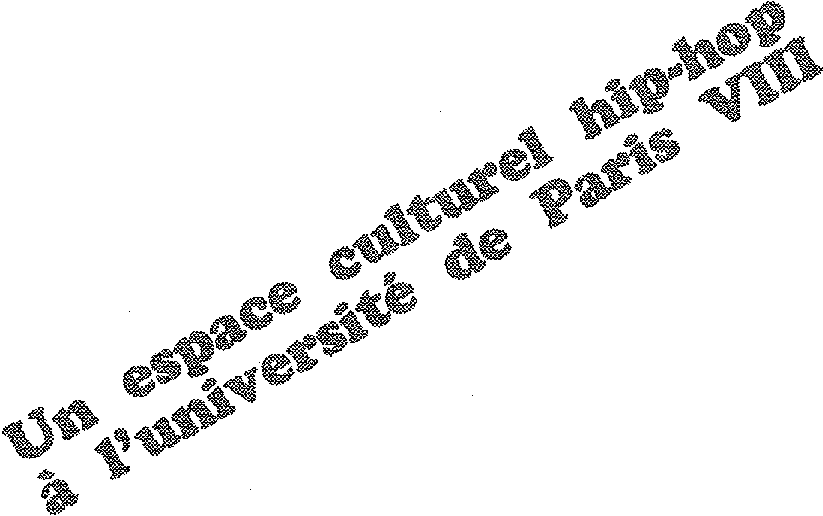 Un espace culturel hip-hop
à l'université de Paris VIII